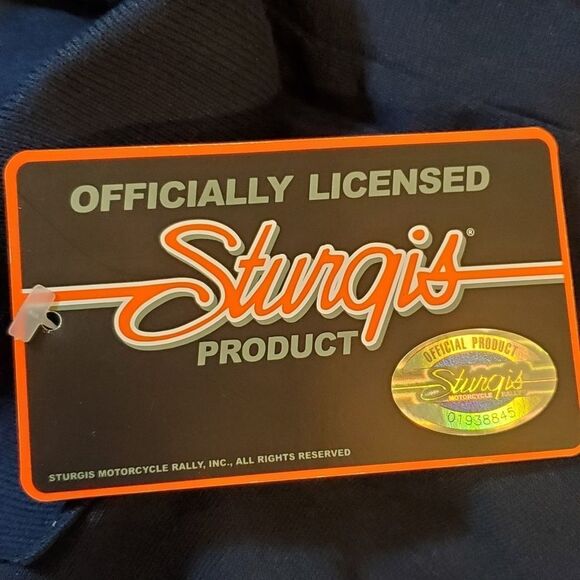 OFFICIALLY LICENSED
Sturgis®
PRODUCT
OFFICIAL PRODUCT
Sturgis
MOTORCYCLE RALLY
01938845
STURGIS MOTORCYCLE RALLY, INC., ALL RIGHTS RESERVED